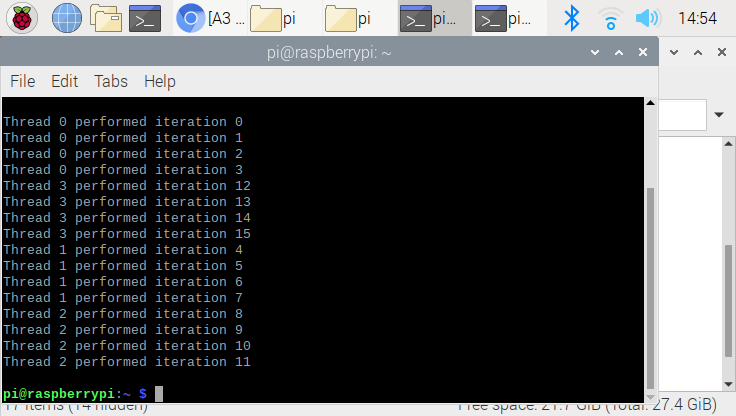 [A3 ...
pi
pi
pi...
pi...
14:54
pi@raspberrypi: ~
File Edit Tabs Help
Thread 0 performed iteration 0
Thread 0 performed iteration 1
Thread 0 performed iteration 2
Thread 0 performed iteration 3
Thread 3 performed iteration 12
Thread 3 performed iteration 13
Thread 3 performed iteration 14
Thread 3 performed iteration 15
Thread 1 performed iteration 4
Thread 1 performed iteration 5
Thread 1 performed iteration 6
Thread 1 performed iteration 7
Thread 2 performed iteration 8
Thread 2 performed iteration 9
Thread 2 performed iteration 10
Thread 2 performed iteration 11
pi@raspberrypi:~ $
17 items (14 hidden)
Free space: 21.7 GiB (Total: 27.4 GiB)